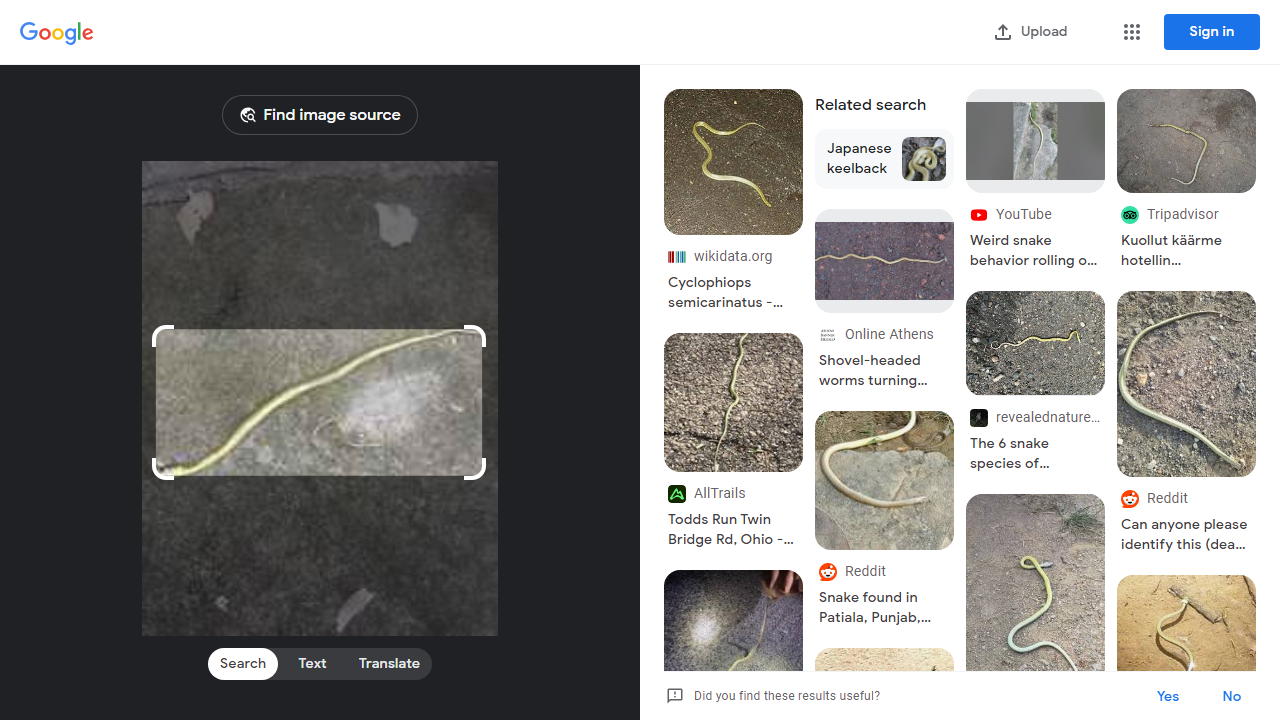 Google
Upload
Sign in
Find image source
Search
Text
Translate
wikidata.org
Cyclophiops
semicarinatus -...
AllTrails
Todds Run Twin
Bridge Rd, Ohio -...
Related search
Japanese
keelback
Online Athens
Shovel-headed
worms turning...
Reddit
Snake found in
Patiala, Punjab,...
YouTube
Weird snake
behavior rolling o...
revealednature...
The 6 snake
species of...
Tripadvisor
Kuollut käärme
hotellin...
Reddit
Can anyone please
identify this (dea...
Did you find these results useful?
Yes
No